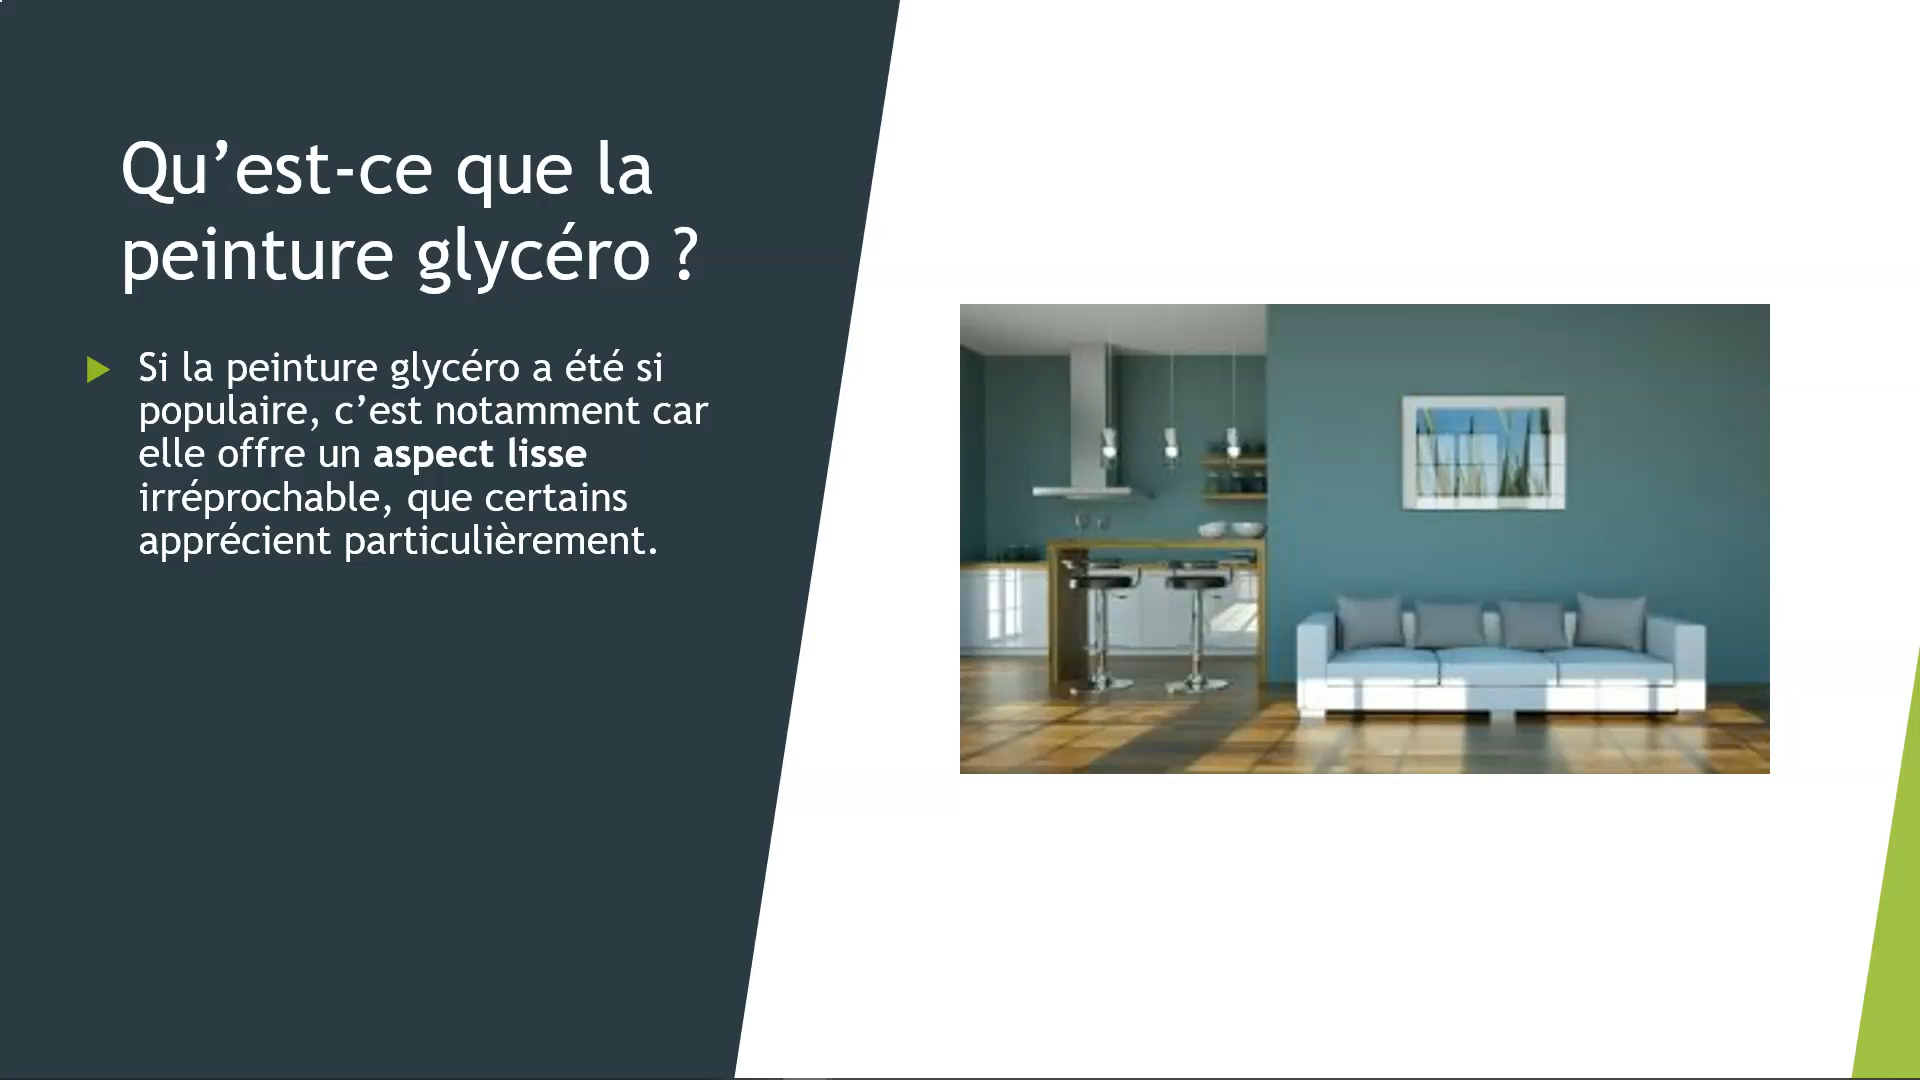 Qu’est-ce que la
peinture glycéro ?
Si la peinture glycéro a été si
populaire, c’est notamment car
elle offre un aspect lisse
irréprochable, que certains
apprécient particulièrement.